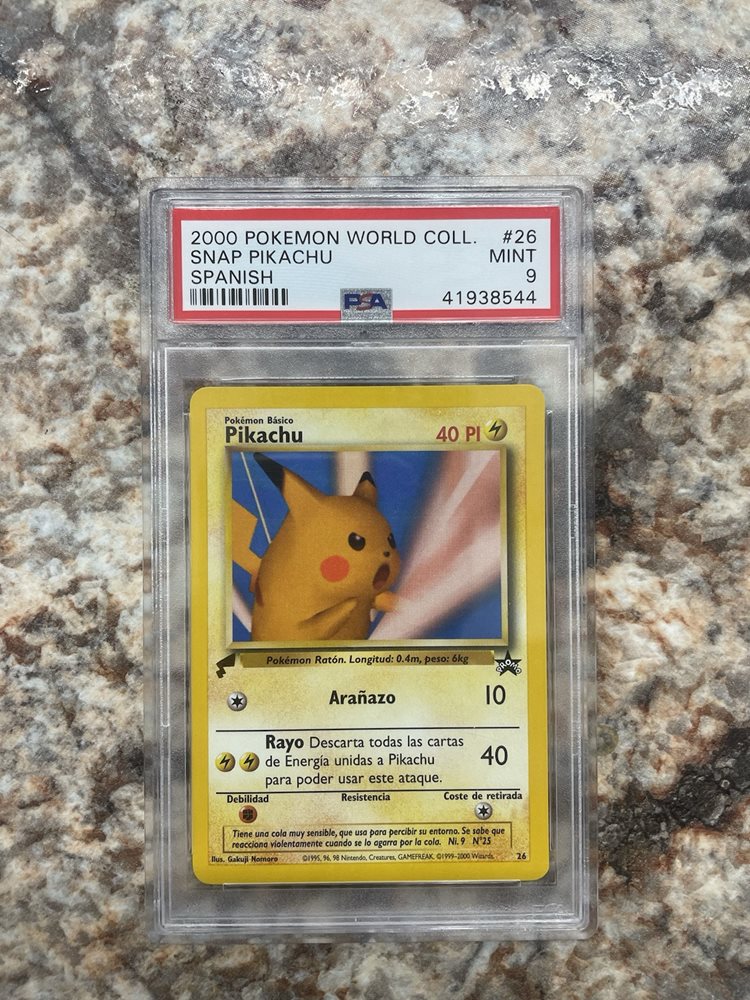 2000 POKEMON WORLD COLL. #26
SNAP PIKACHU MINT
SPANISH 9
PSA 41938544
Pokémon Básico
Pikachu 40 PI
Pokémon Ratón. Longitud: 0.4m, peso: 6kg
PROMO
Arañazo 10
Rayo Descarta todas las cartas
de Energía unidas a Pikachu 40
para poder usar este ataque.
Debilidad Resistencia Coste de retirada
Tiene una cola muy sensible, que usa para percibir su entorno. Se sabe que
reacciona violentamente cuando se lo agarra por la cola. Ni. 9 N°25
Ilus. Gakuji Nomoro ©1995, 96, 98 Nintendo, Creatures, GAMEFREAK. ©1999-2000 Wizards. 26